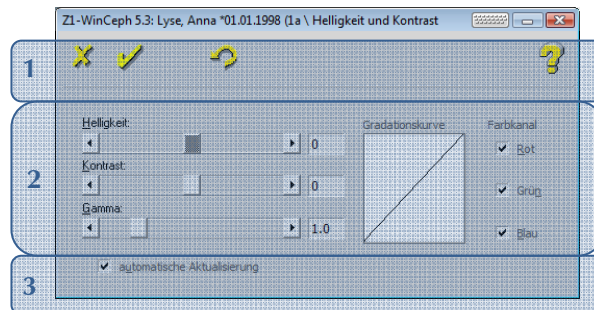 Z1-WinCeph 5.3: Lyse, Anna *01.01.1998 (1a \ Helligkeit und Kontrast
1
2
Helligkeit:
0
Kontrast:
0
Gamma:
1.0
Gradationskurve
Farbkanal
Rot
Grün
Blau
3
automatische Aktualisierung